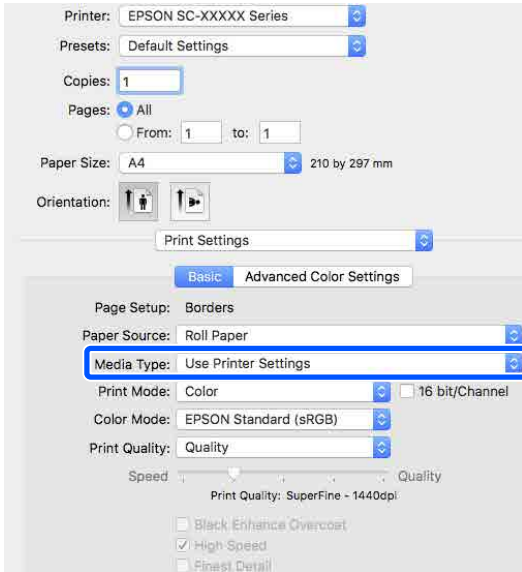 Printer: EPSON SC-XXXXX Series
Presets: Default Settings
Copies: 1
Pages: All
From: 1 to: 1
Paper Size: A4 210 by 297 mm
Orientation:
Print Settings
Basic Advanced Color Settings
Page Setup: Borders
Paper Source: Roll Paper
Media Type: Use Printer Settings
Print Mode: Color 16 bit/Channel
Color Mode: EPSON Standard (sRGB)
Print Quality: Quality
Speed Quality
Print Quality: SuperFine - 1440dpi
Black Enhance Overcoat
High Speed
Finest Detail